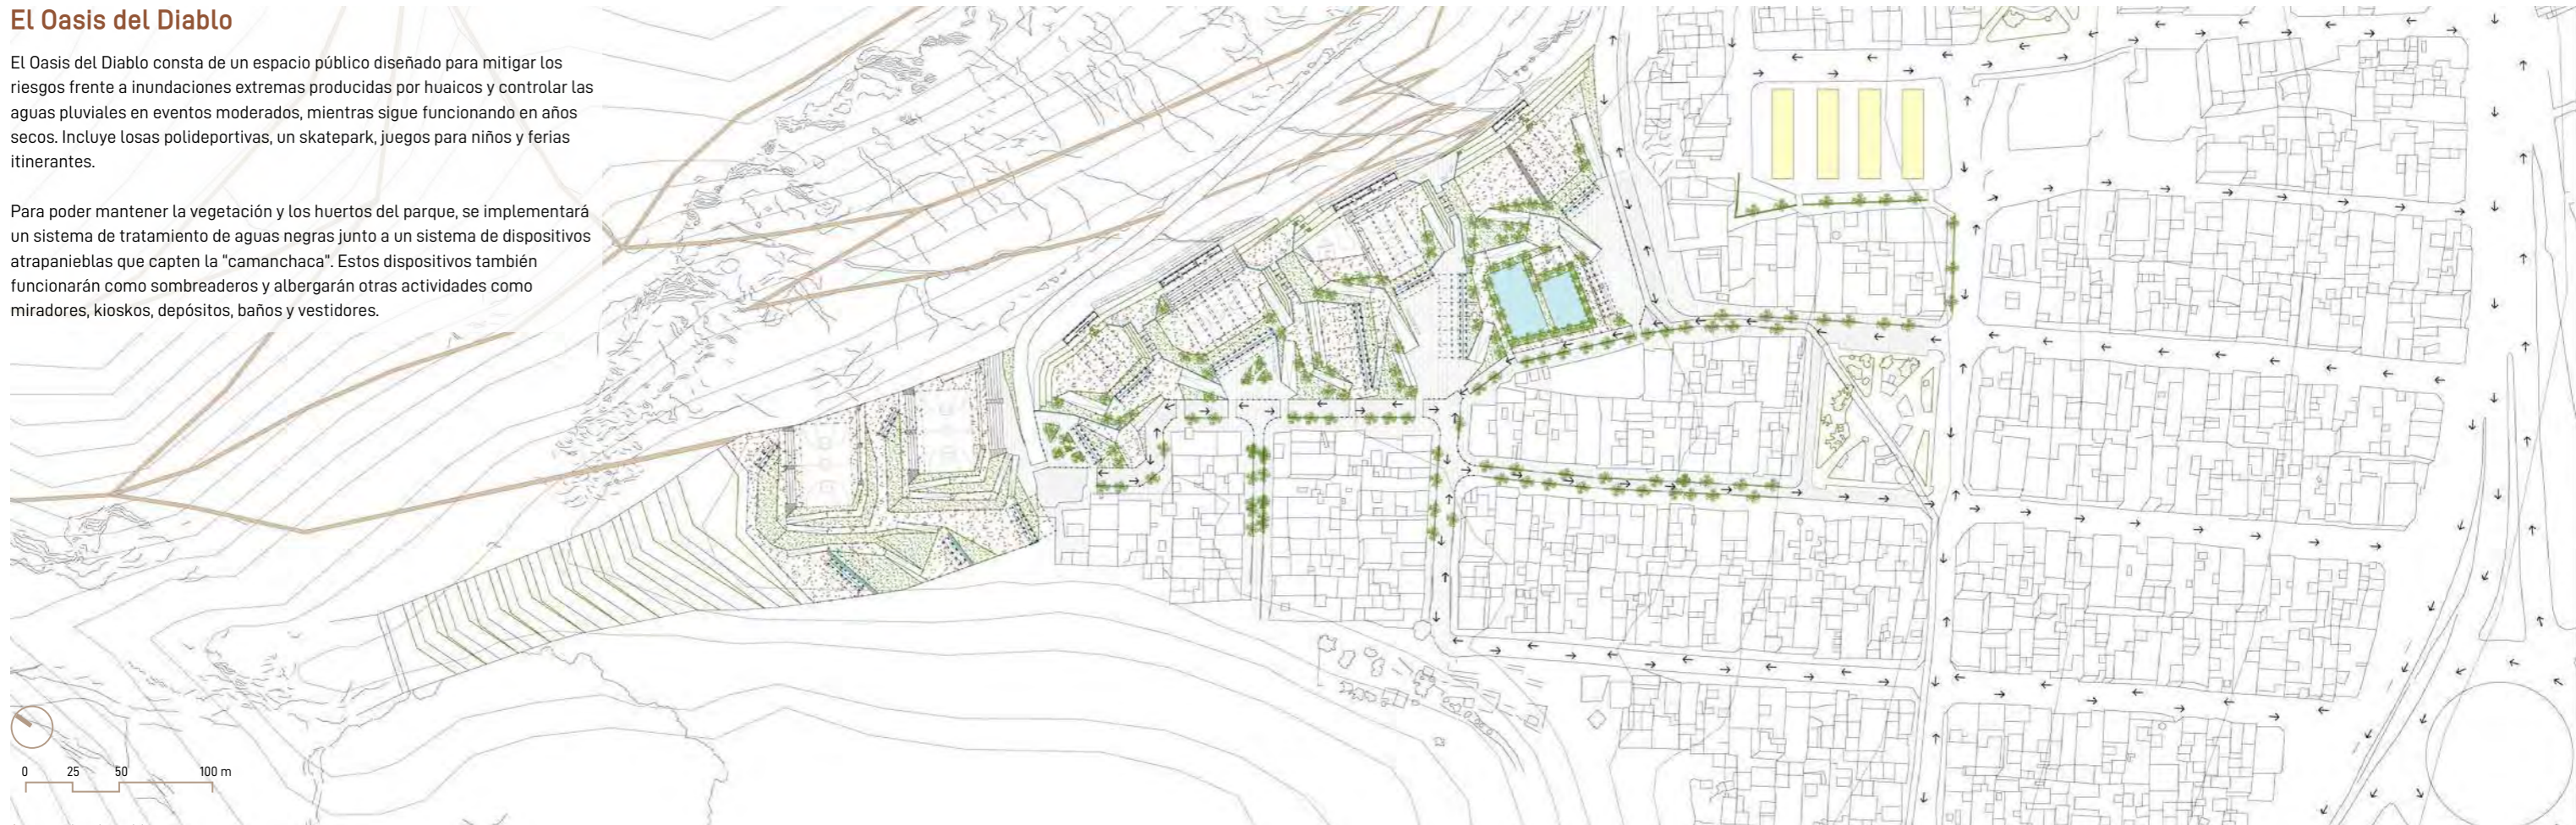 El Oasis del Diablo
El Oasis del Diablo consta de un espacio público diseñado para mitigar los
riesgos frente a inundaciones extremas producidas por huaicos y controlar las
aguas pluviales en eventos moderados, mientras sigue funcionando en años
secos. Incluye losas polideportivas, un skatepark, juegos para niños y ferias
itinerantes.
Para poder mantener la vegetación y los huertos del parque, se implementará
un sistema de tratamiento de aguas negras junto a un sistema de dispositivos
atrapanieblas que capten la "camanchaca". Estos dispositivos también
funcionarán como sombreaderos y albergarán otras actividades como
miradores, kioskos, depósitos, baños y vestidores.
0 25 50 100 m